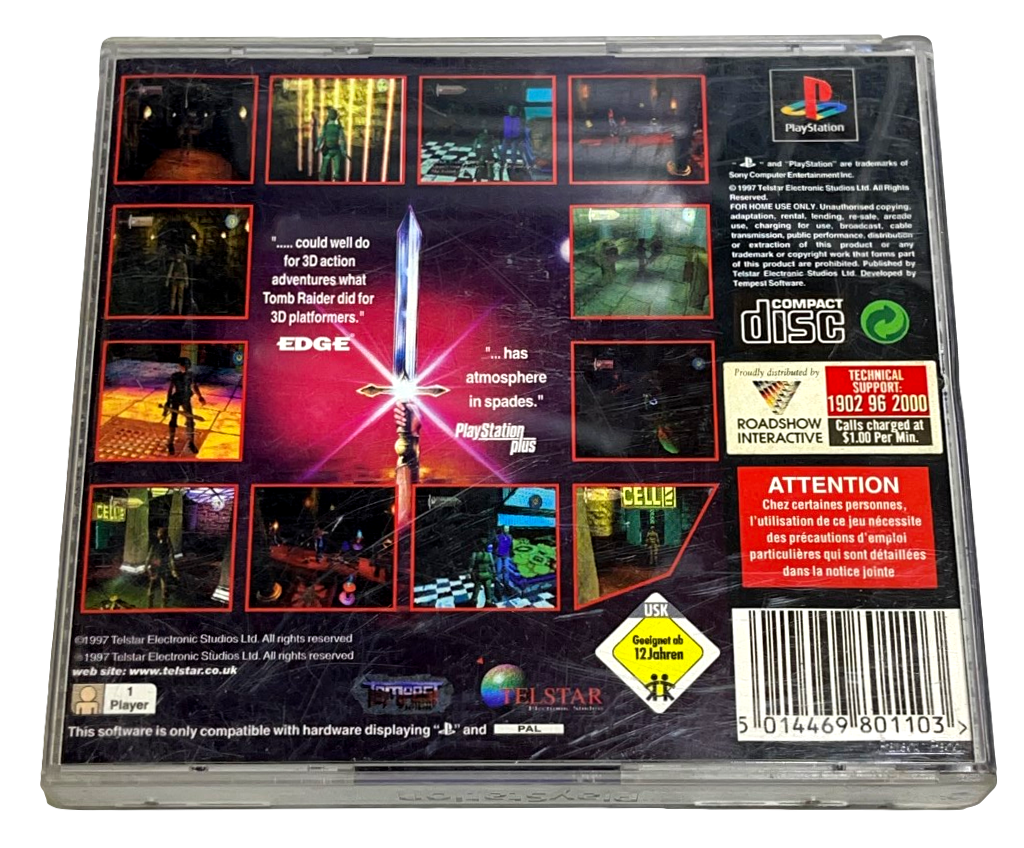 PlayStation
" " and "PlayStation" are trademarks of
Sony Computer Entertainment Inc.
© 1997 Telstar Electronic Studios Ltd. All Rights
Reserved.
FOR HOME USE ONLY. Unauthorised copying,
adaptation, rental, lending, re-sale, arcade
use, charging for use, broadcast, cable
transmission, public performance, distribution
or extraction of this product or any
trademark or copyright work that forms part
of this product are prohibited. Published by
Telstar Electronic Studios Ltd. Developed by
Tempest Software.
"..... could well do
for 3D action
adventures what
Tomb Raider did for
3D platformers."
EDGE
"... has
atmosphere
in spades."
PlayStation
plus
COMPACT
disc
Proudly distributed by
ROADSHOW
INTERACTIVE
TECHNICAL
SUPPORT:
1902 96 2000
Calls charged at
$1.00 Per Min.
ATTENTION
Chez certaines personnes,
l'utilisation de ce jeu nécessite
des précautions d'emploi
particulières qui sont détaillées
dans la notice jointe
CELL
CELL
©1997 Telstar Electronic Studios Ltd. All rights reserved
©1997 Telstar Electronic Studios Ltd. All rights reserved
web site: www.telstar.co.uk
1
Player
TELSTAR
Electronic Studios
USK
Geeignet ab
12 Jahren
This software is only compatible with hardware displaying " " and PAL
5 014469 801103 >
PlayStation